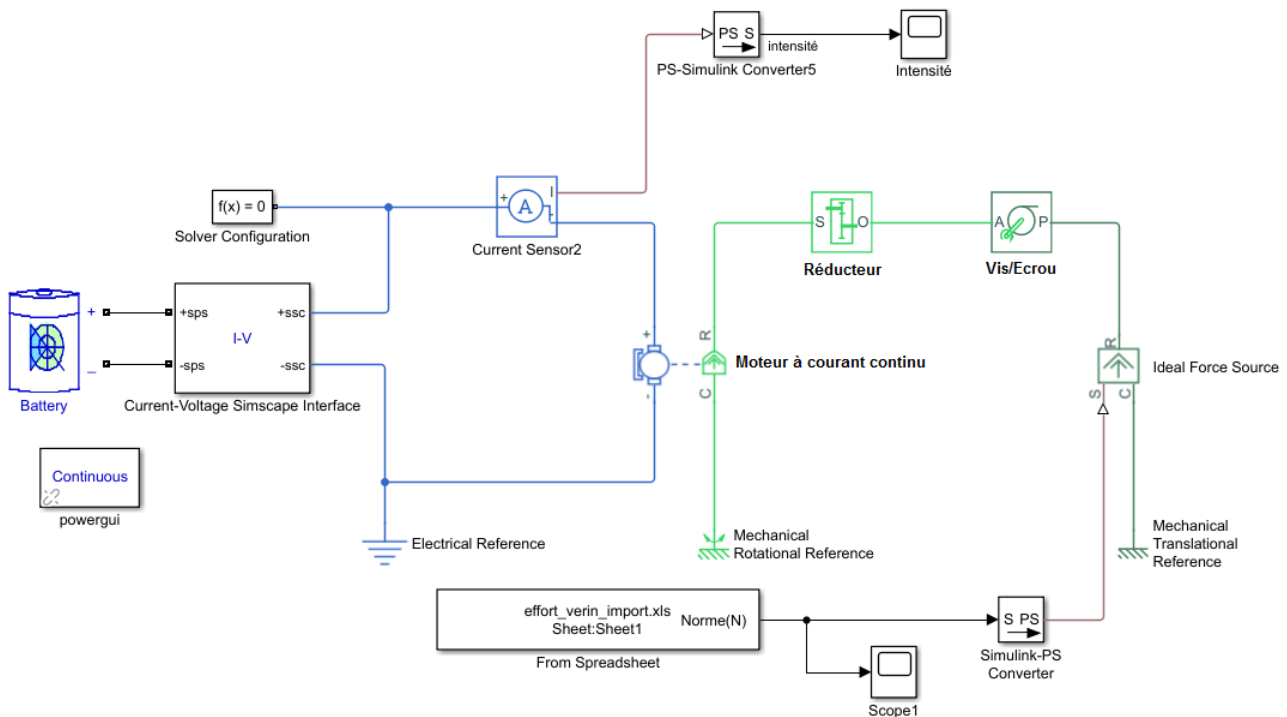 PS S
intensité
PS-Simulink Converter5
Intensité
f(x) = 0
Solver Configuration
+
A
I
-
Current Sensor2
S
O
Réducteur
A
P
Vis/Ecrou
+
_
Battery
+sps
-sps
I-V
+ssc
-ssc
Current-Voltage Simscape Interface
+
-
R
C
Moteur à courant continu
R
S
C
Ideal Force Source
Continuous
powergui
Electrical Reference
Mechanical
Rotational Reference
Mechanical
Translational
Reference
effort_verin_import.xls
Sheet:Sheet1
Norme(N)
From Spreadsheet
S PS
Simulink-PS
Converter
Scope1